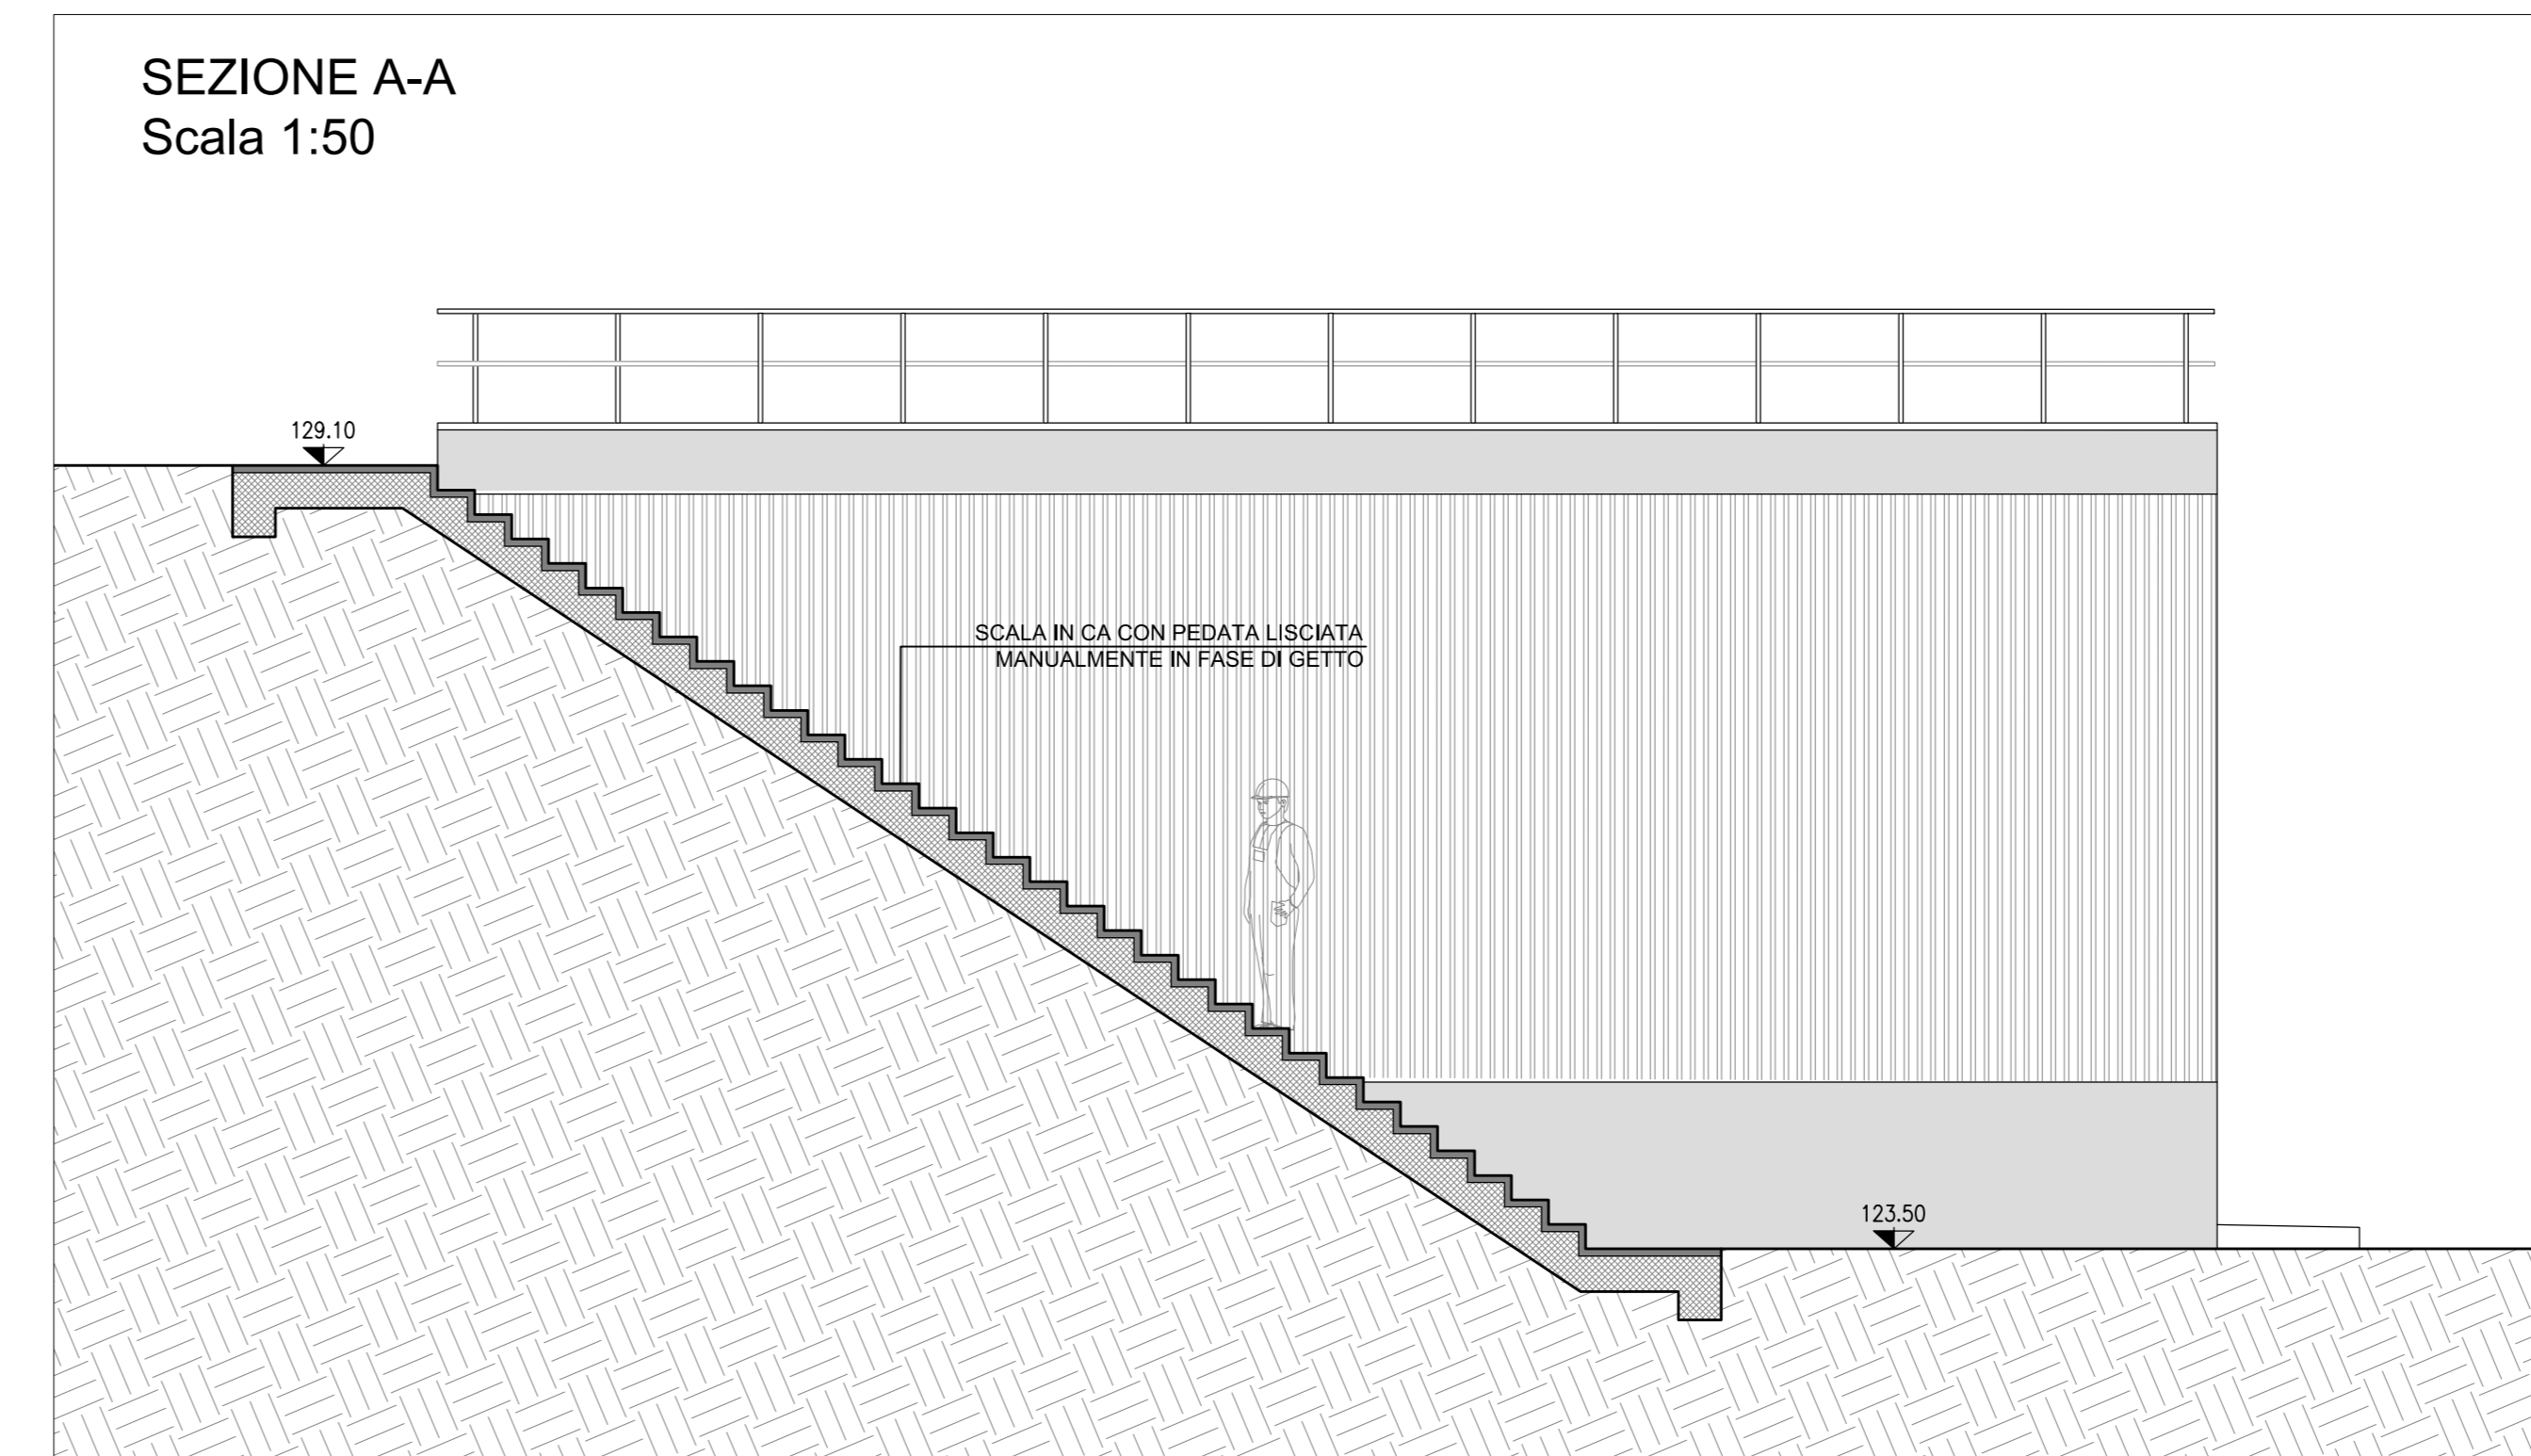 SEZIONE A-A
Scala 1:50
129.10
SCALA IN CA CON PEDATA LISCIATA
MANUALMENTE IN FASE DI GETTO
123.50